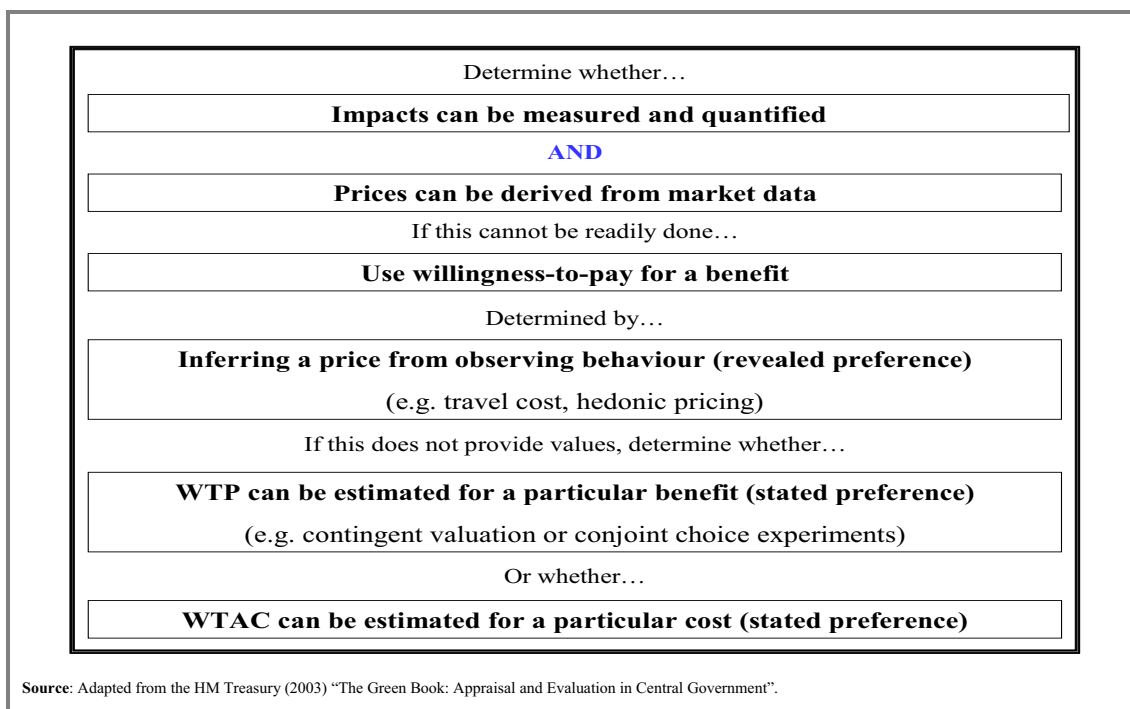 Determine whether…
Impacts can be measured and quantified
AND
Prices can be derived from market data
If this cannot be readily done…
Use willingness-to-pay for a benefit
Determined by…
Inferring a price from observing behaviour (revealed preference)
(e.g. travel cost, hedonic pricing)
If this does not provide values, determine whether…
WTP can be estimated for a particular benefit (stated preference)
(e.g. contingent valuation or conjoint choice experiments)
Or whether…
WTAC can be estimated for a particular cost (stated preference)
Source: Adapted from the HM Treasury (2003) “The Green Book: Appraisal and Evaluation in Central Government”.